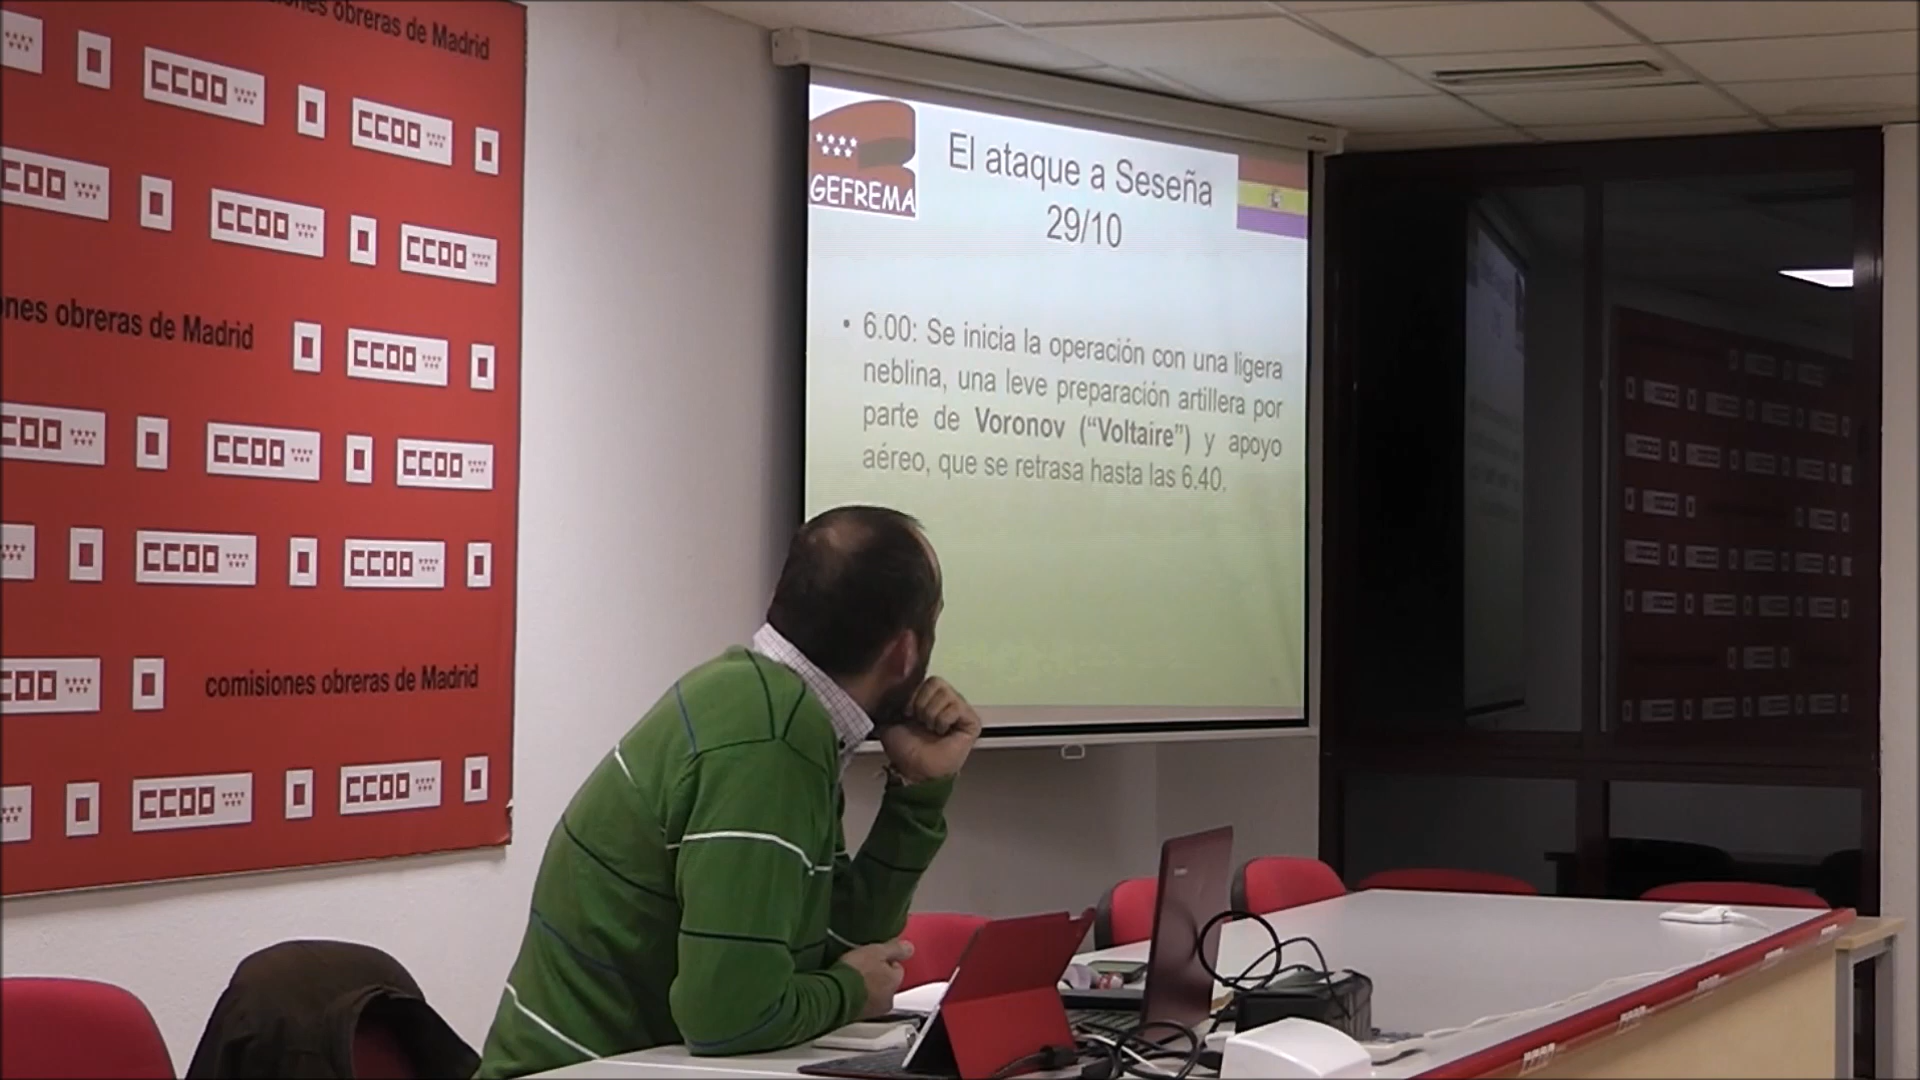 siones obreras de Madrid
CCOO
CCOO
CCOO
CCOO
CCOO
ones obreras de Madrid
CCOO
CCOO
CCOO
CCOO
CCOO
CCOO
CCOO
comisiones obreras de Madrid
CCOO
CCOO
GEFREMA
El ataque a Seseña
29/10
• 6.00: Se inicia la operación con una ligera
neblina, una leve preparación artillera por
parte de Voronov (“Voltaire”) y apoyo
aéreo, que se retrasa hasta las 6.40.